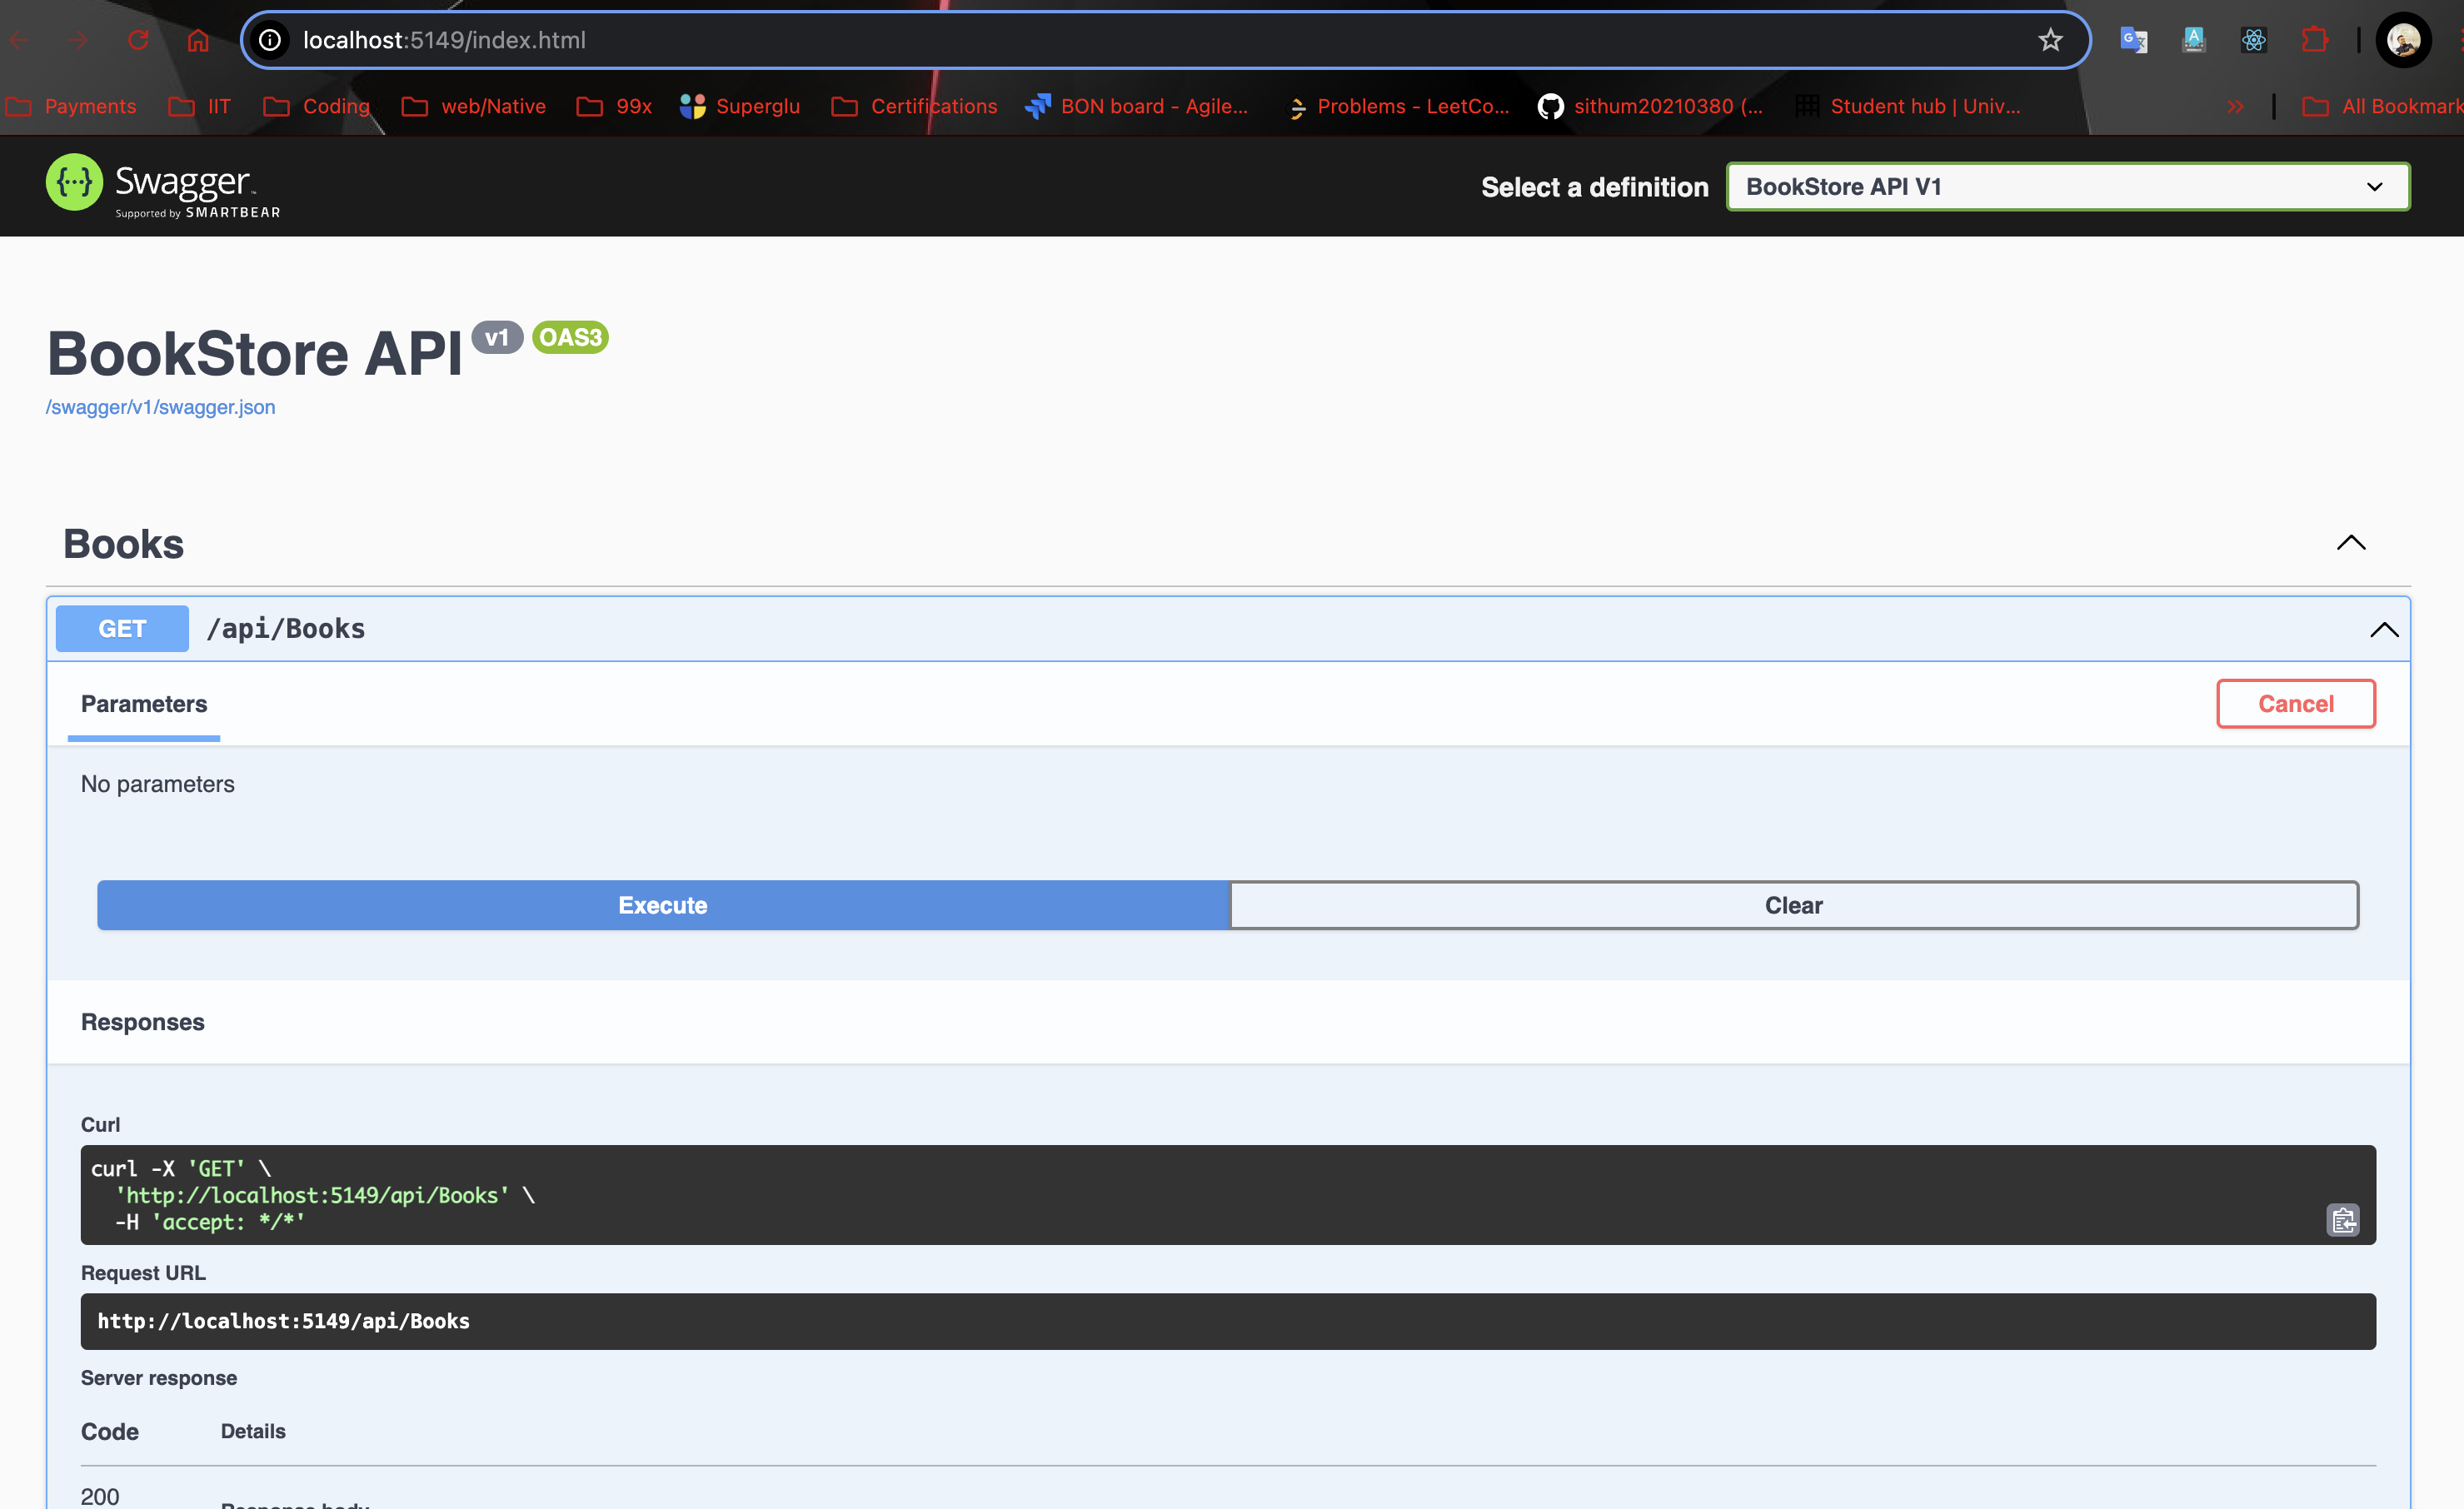 localhost:5149/index.html
Payments IIT Coding web/Native 99x Superglu Certifications BON board - Agile... Problems - LeetCo... sithum20210380 (... Student hub | Univ... All Bookmark
Swagger
Supported by SMARTBEAR
Select a definition
BookStore API V1
BookStore API v1 OAS3
/swagger/v1/swagger.json
Books
GET /api/Books
Parameters
Cancel
No parameters
Execute
Clear
Responses
Curl
curl -X 'GET' \
'http://localhost:5149/api/Books' \
-H 'accept: */*'
Request URL
http://localhost:5149/api/Books
Server response
Code Details
200
Response body